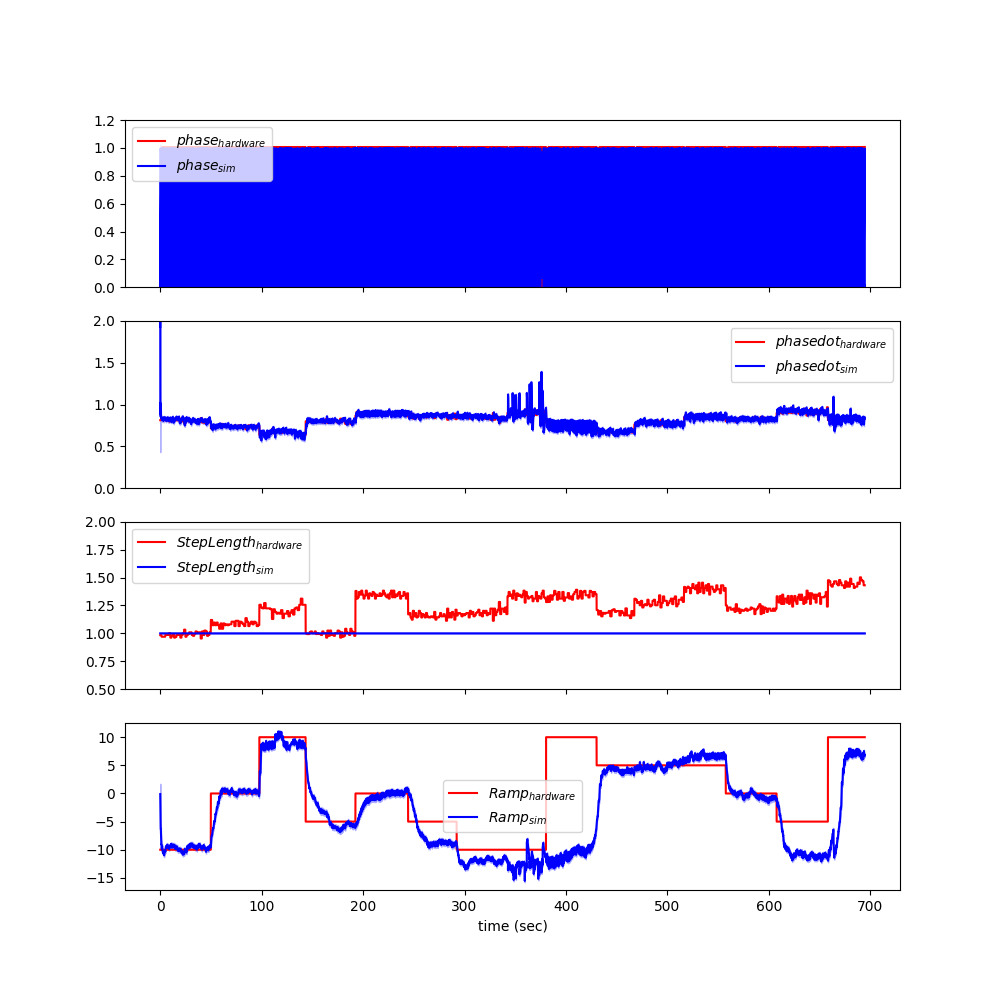 1.2
1.0
0.8
0.6
0.4
0.2
0.0
phase_hardware
phase_sim
2.0
1.5
1.0
0.5
0.0
phasedot_hardware
phasedot_sim
2.00
1.75
1.50
1.25
1.00
0.75
0.50
StepLength_hardware
StepLength_sim
10
5
0
−5
−10
−15
Ramp_hardware
Ramp_sim
0 100 200 300 400 500 600 700
time (sec)